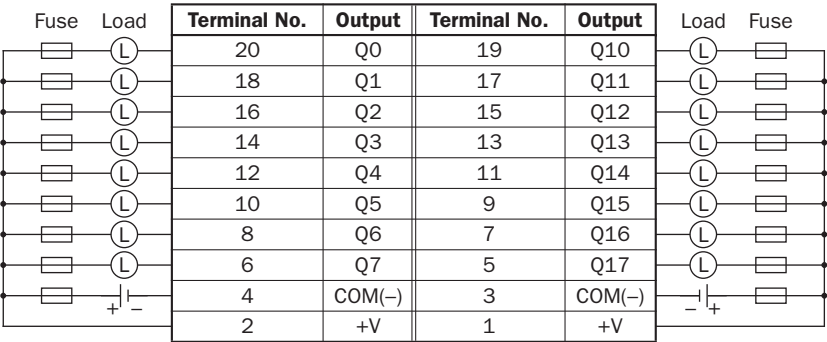 Fuse Load Terminal No. Output Terminal No. Output Load Fuse
L 20 Q0 19 Q10 L
L 18 Q1 17 Q11 L
L 16 Q2 15 Q12 L
L 14 Q3 13 Q13 L
L 12 Q4 11 Q14 L
L 10 Q5 9 Q15 L
L 8 Q6 7 Q16 L
L 6 Q7 5 Q17 L
+ − 4 COM(–) 3 COM(–) − +
2 +V 1 +V